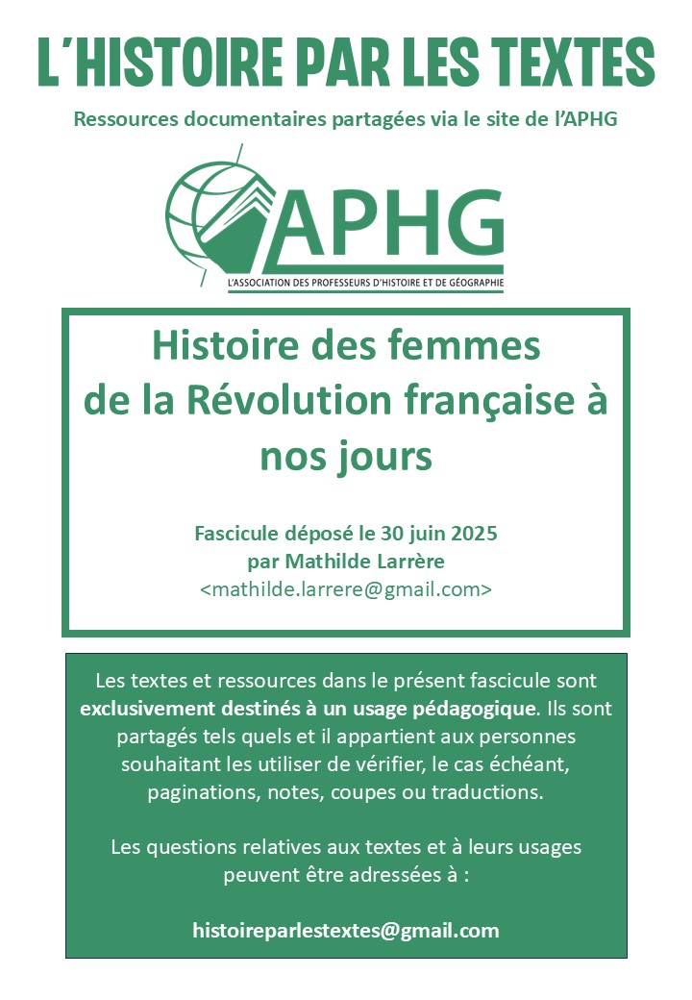 L'HISTOIRE PAR LES TEXTES
Ressources documentaires partagées via le site de l'APHG
APHG
L'ASSOCIATION DES PROFESSEURS D'HISTOIRE ET DE GÉOGRAPHIE
Histoire des femmes
de la Révolution française à
nos jours
Fascicule déposé le 30 juin 2025
par Mathilde Larrère
<mathilde.larrere@gmail.com>
Les textes et ressources dans le présent fascicule sont
exclusivement destinés à un usage pédagogique. Ils sont
partagés tels quels et il appartient aux personnes
souhaitant les utiliser de vérifier, le cas échéant,
paginations, notes, coupes ou traductions.
Les questions relatives aux textes et à leurs usages
peuvent être adressées à :
histoireparlestextes@gmail.com